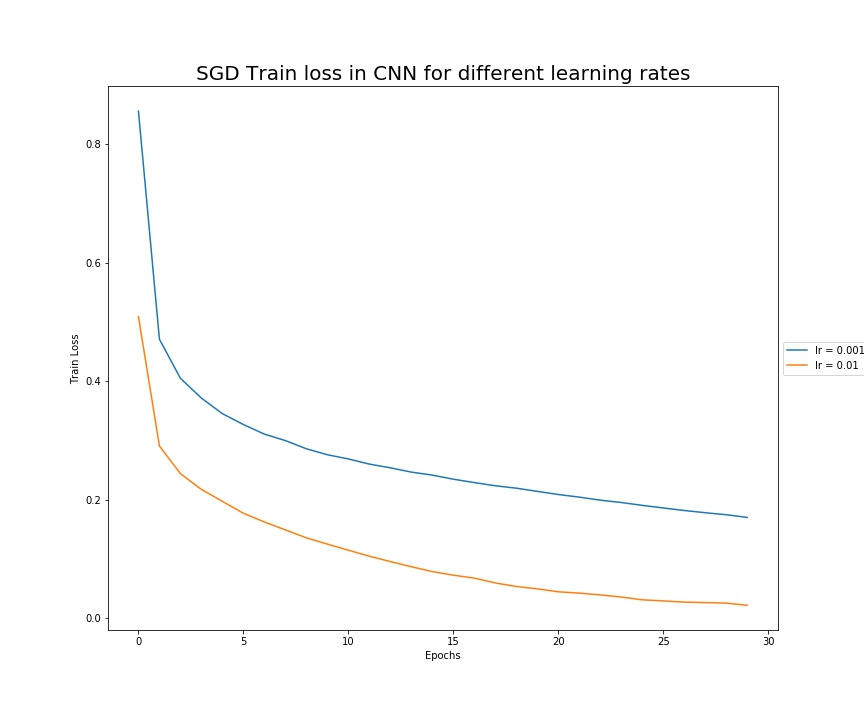 SGD Train loss in CNN for different learning rates
0.8
0.6
0.4
0.2
0.0
Train Loss
0 5 10 15 20 25 30
Epochs
lr = 0.001
lr = 0.01